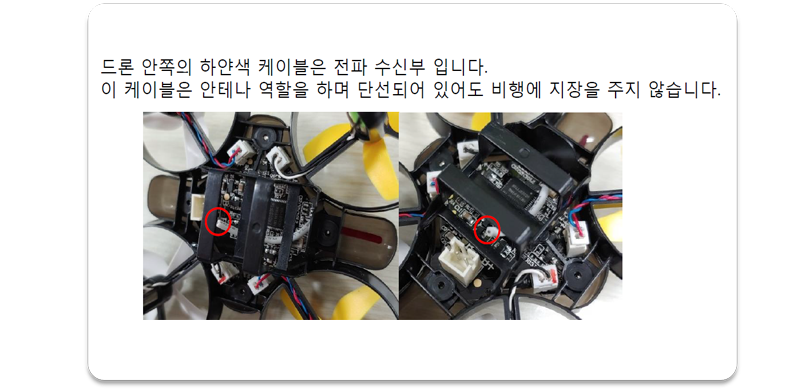 드론 안쪽의 하얀색 케이블은 전파 수신부 입니다.
이 케이블은 안테나 역할을 하며 단선되어 있어도 비행에 지장을 주지 않습니다.